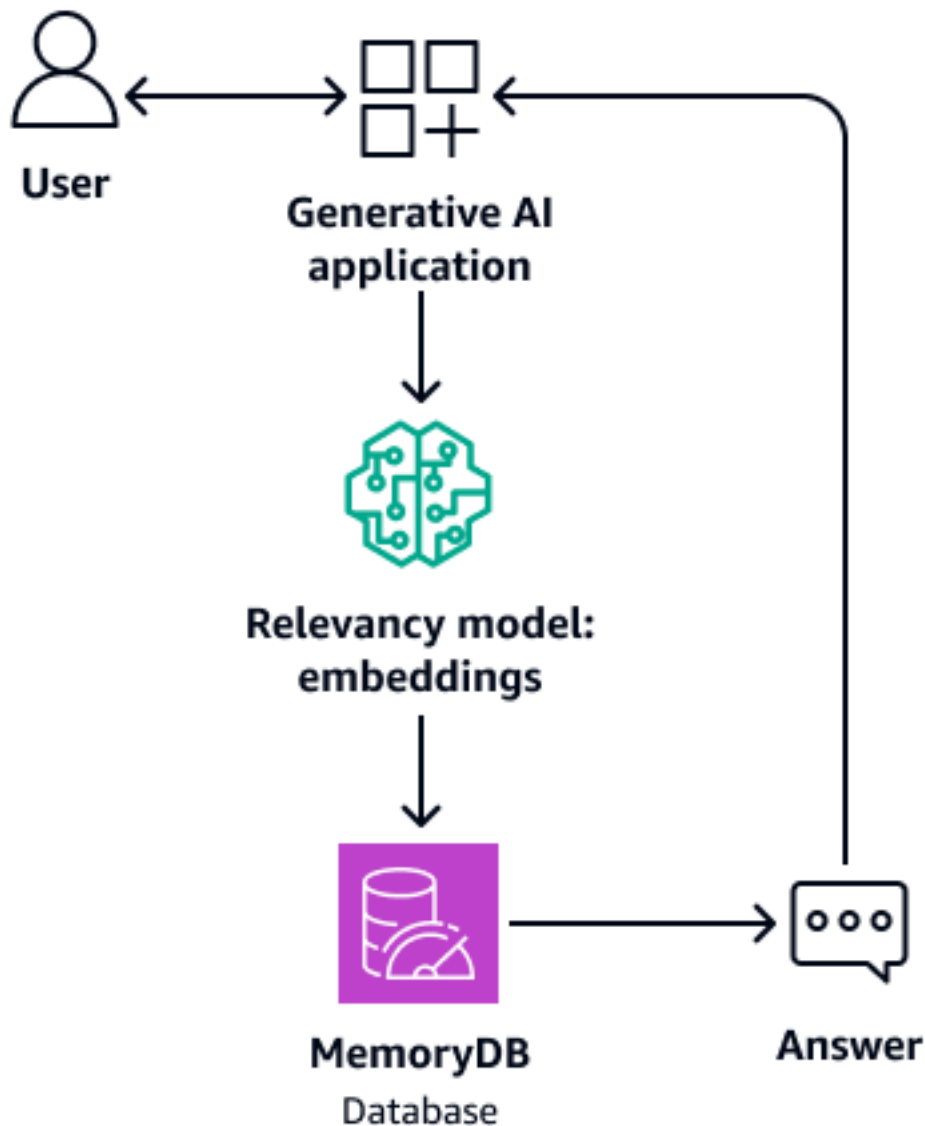 User
Generative AI
application
Relevancy model:
embeddings
MemoryDB
Database
Answer